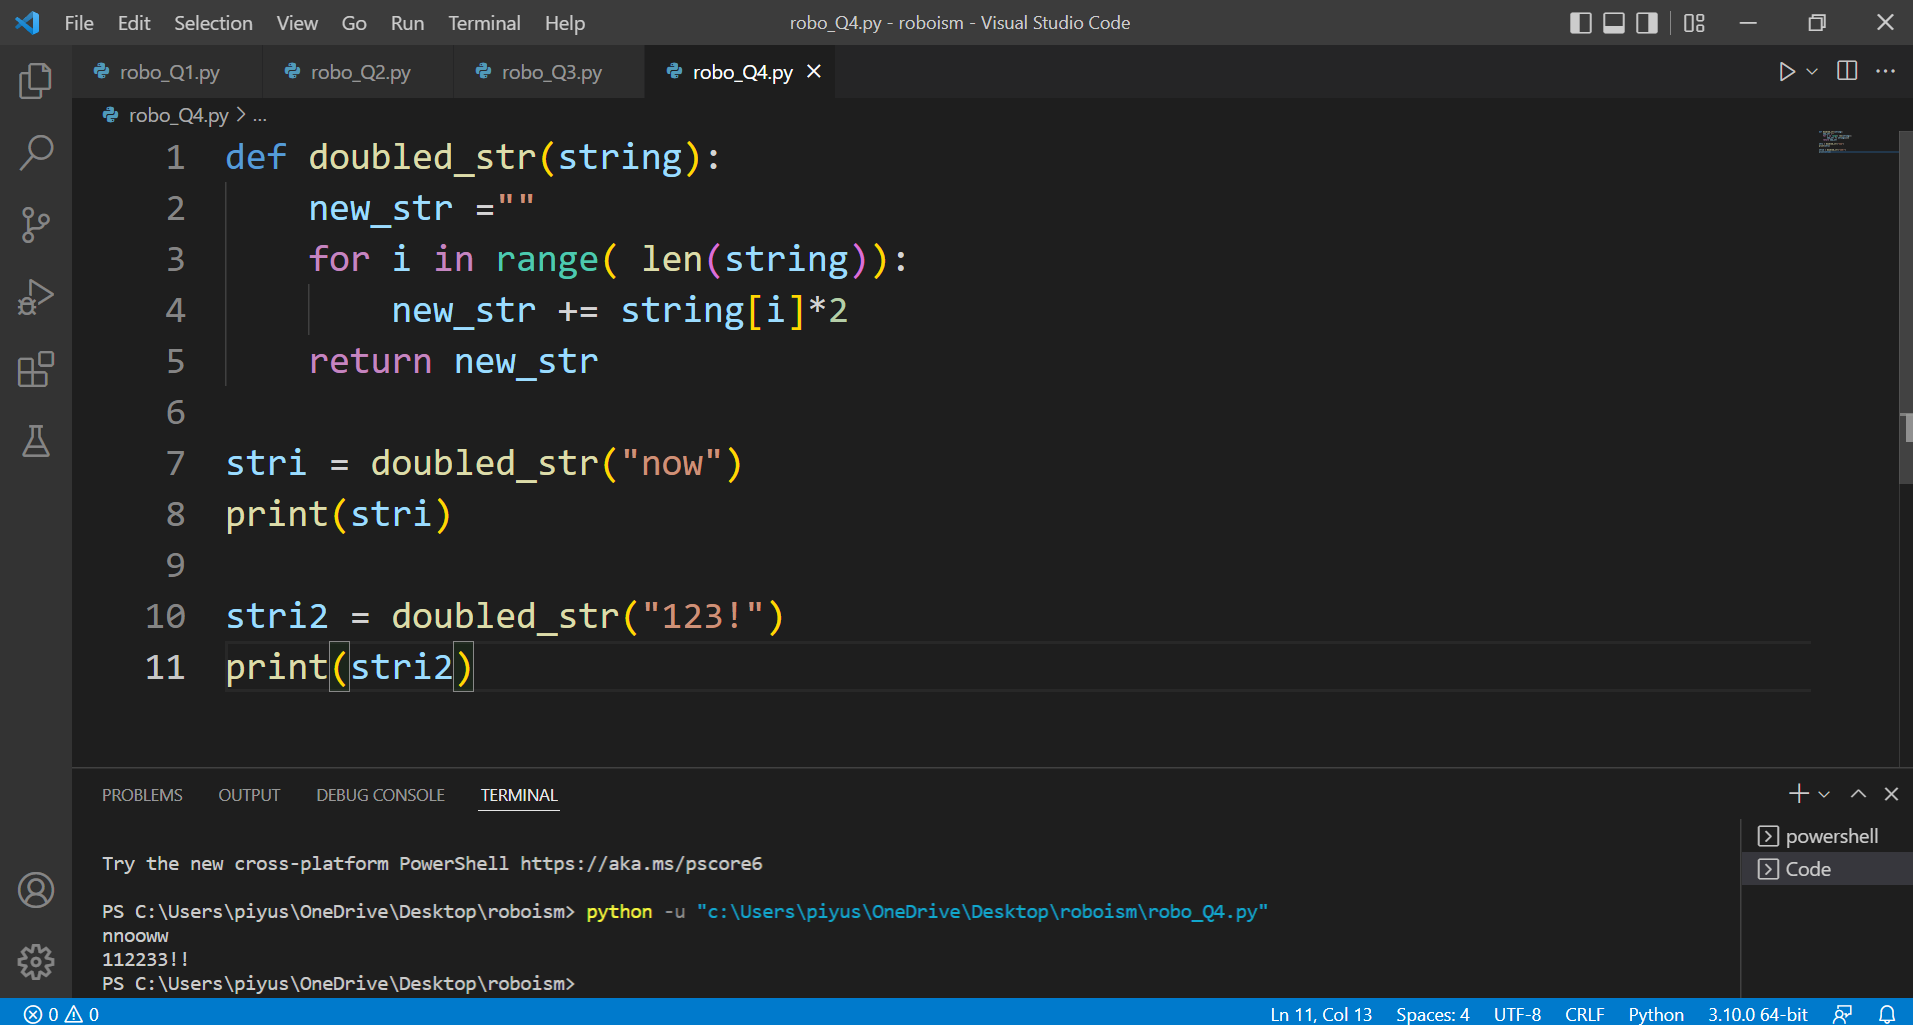 File Edit Selection View Go Run Terminal Help robo_Q4.py - roboism - Visual Studio Code
robo_Q1.py robo_Q2.py robo_Q3.py robo_Q4.py
robo_Q4.py > ...
1 def doubled_str(string):
2     new_str =""
3     for i in range( len(string)):
4         new_str += string[i]*2
5     return new_str
6
7 stri = doubled_str("now")
8 print(stri)
9
10 stri2 = doubled_str("123!")
11 print(stri2)
PROBLEMS OUTPUT DEBUG CONSOLE TERMINAL
powershell
Code
Try the new cross-platform PowerShell https://aka.ms/pscore6
PS C:\Users\piyus\OneDrive\Desktop\roboism> python -u "c:\Users\piyus\OneDrive\Desktop\roboism\robo_Q4.py"
nnooww
112233!!
PS C:\Users\piyus\OneDrive\Desktop\roboism>
0 0 Ln 11, Col 13 Spaces: 4 UTF-8 CRLF Python 3.10.0 64-bit